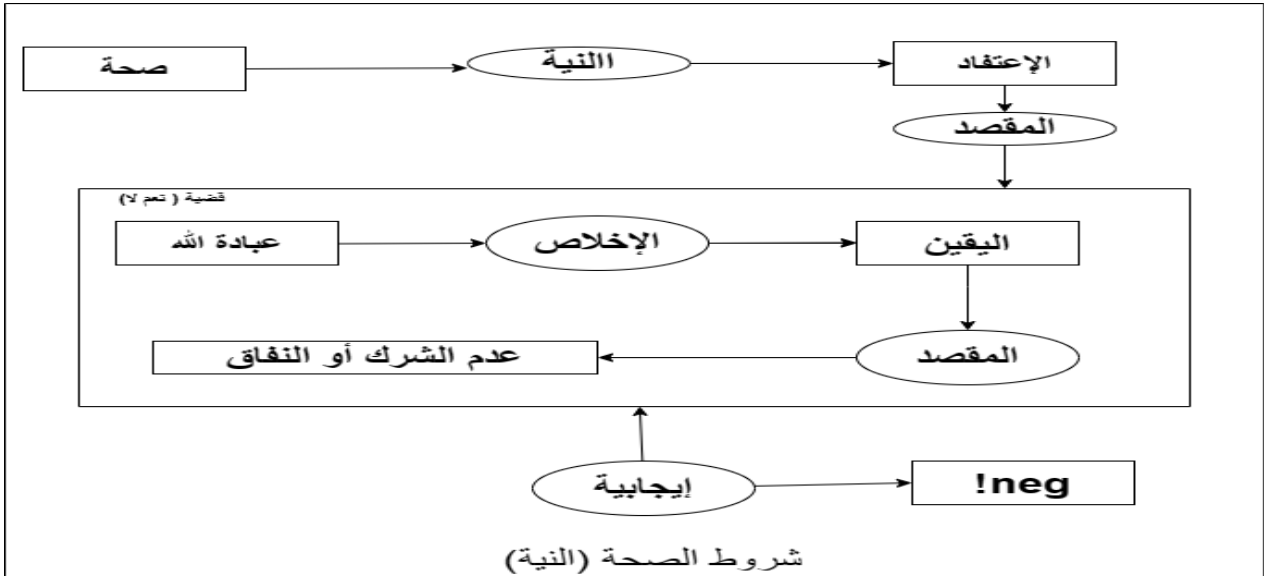 صحة
االنية
الإعتقاد
المقصد
قضية ( نعم لا)
عبادة الله
الإخلاص
اليقين
المقصد
عدم الشرك أو النفاق
إيجابية
!neg
شروط الصحة (النية)